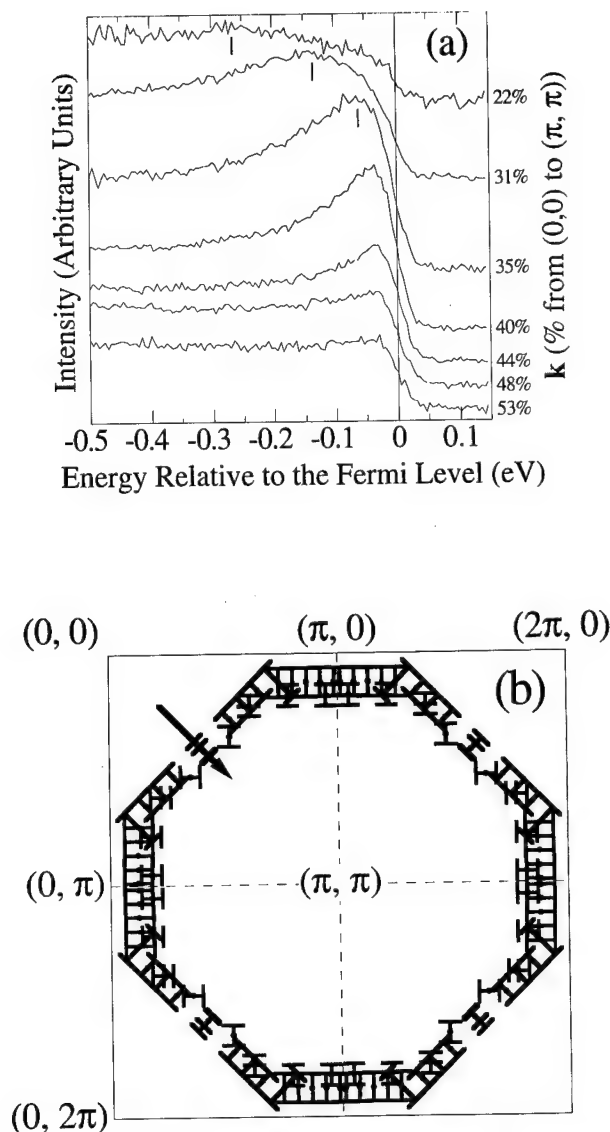 (a)
Intensity (Arbitrary Units)
22%
31%
35%
40%
44%
48%
53%
k (% from (0,0) to (π, π)
-0.5 -0.4 -0.3 -0.2 -0.1 0 0.1
Energy Relative to the Fermi Level (eV)
(0, 0) (π, 0) (2π, 0)
(b)
(0, π) (π, π)
(0, 2π)